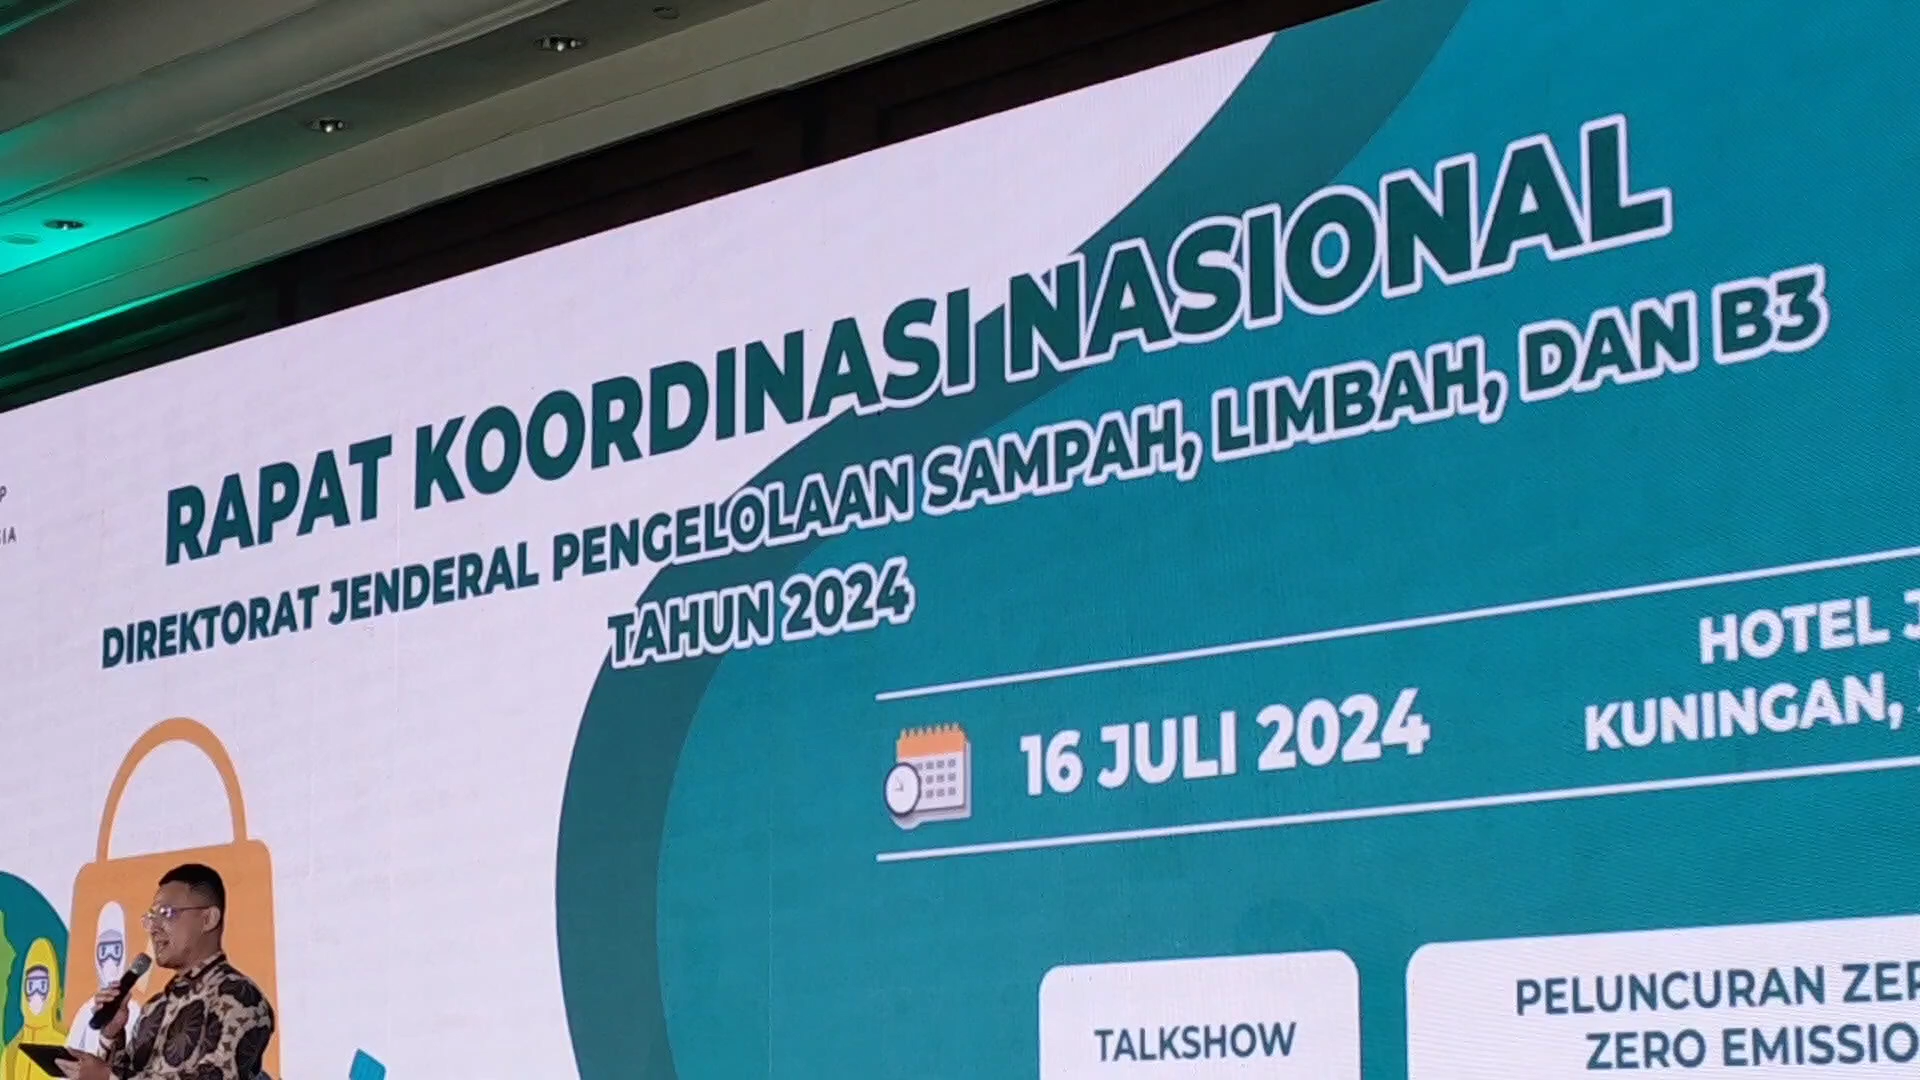 RAPAT KOORDINASI NASIONAL
DIREKTORAT JENDERAL PENGELOLAAN SAMPAH, LIMBAH, DAN B3
TAHUN 2024
16 JULI 2024
HOTEL
KUNINGAN,
TALKSHOW
PELUNCURAN
ZERO